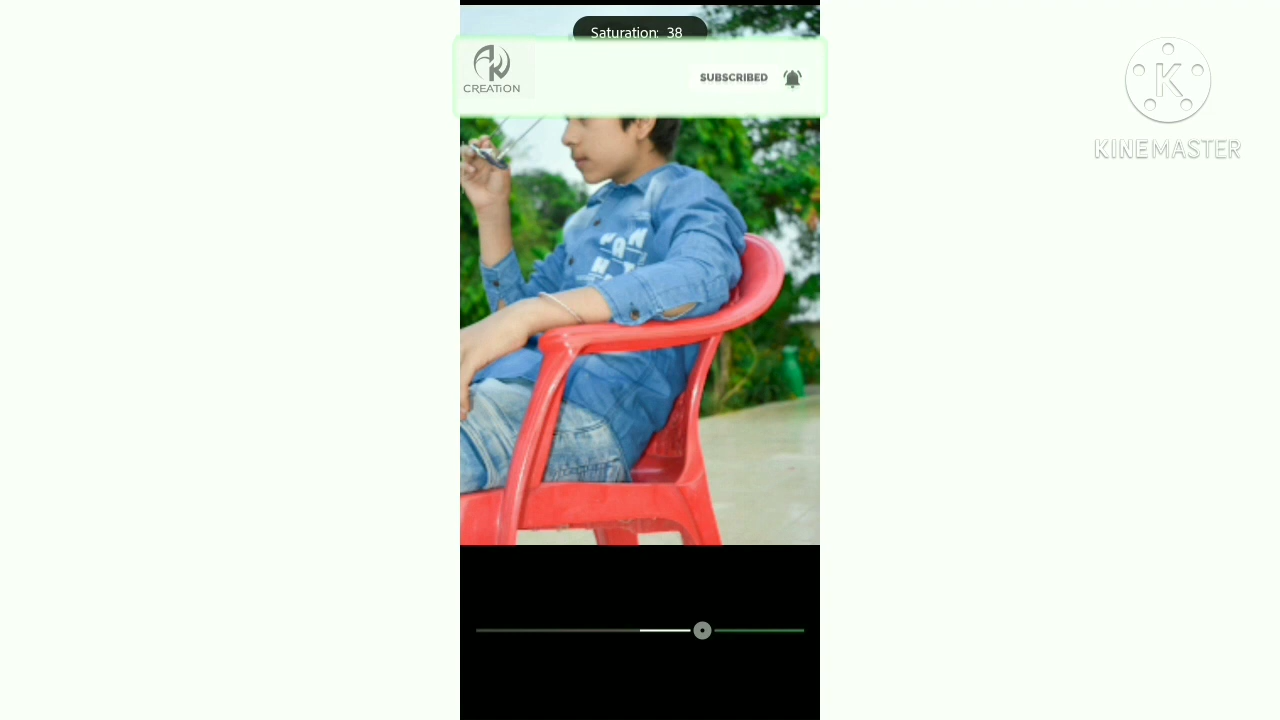 Saturation: 38
CREATiON
SUBSCRIBED
K
KINEMASTER